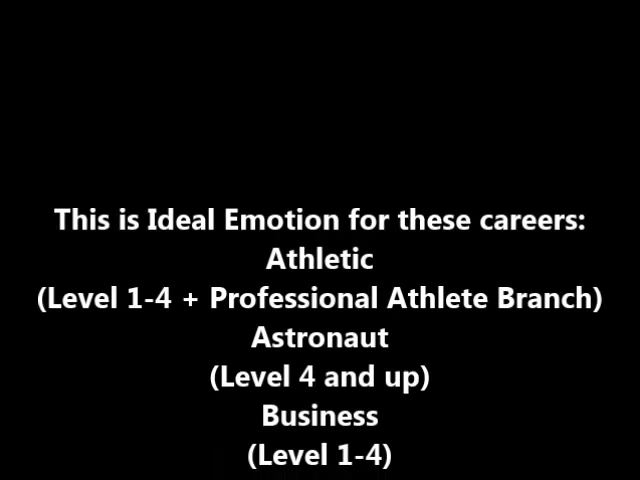 This is Ideal Emotion for these careers:
Athletic
(Level 1-4 + Professional Athlete Branch)
Astronaut
(Level 4 and up)
Business
(Level 1-4)